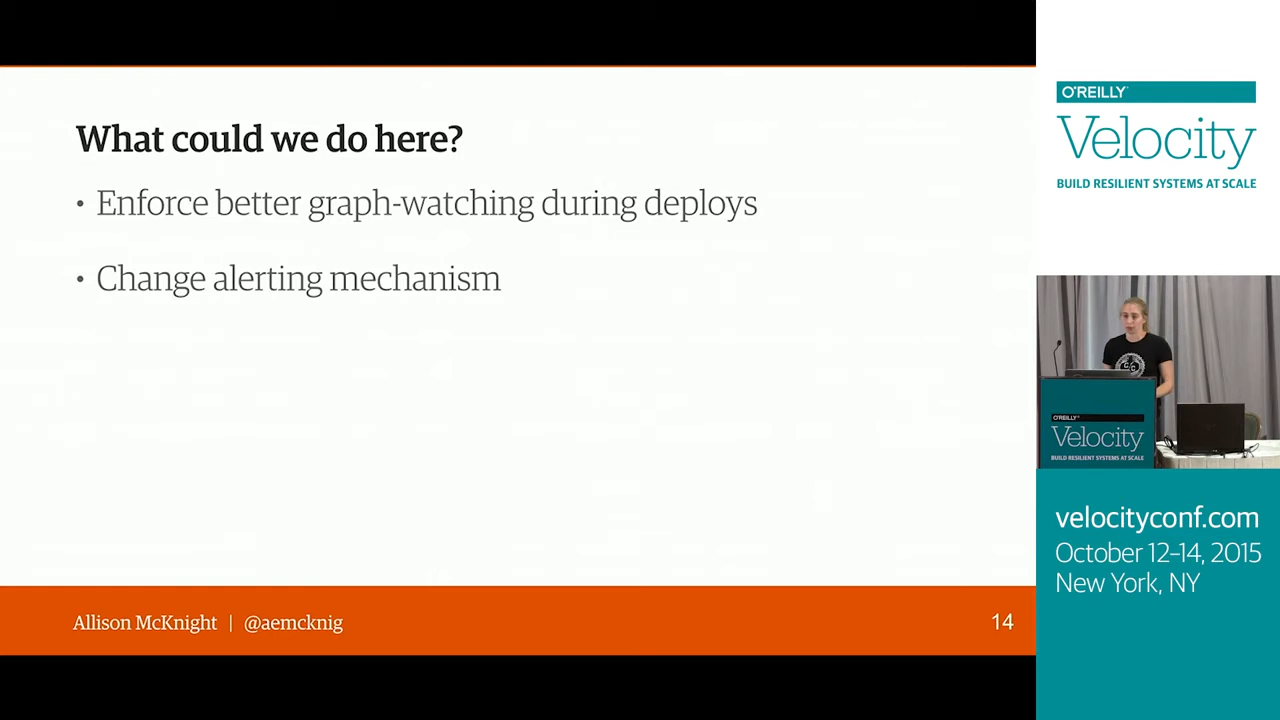 What could we do here?
• Enforce better graph-watching during deploys
• Change alerting mechanism
Allison McKnight | @aemcknig
14
O'REILLY
Velocity
BUILD RESILIENT SYSTEMS AT SCALE
O'REILLY
Velocity
BUILD RESILIENT SYSTEMS AT SCALE
velocityconf.com
October 12–14, 2015
New York, NY